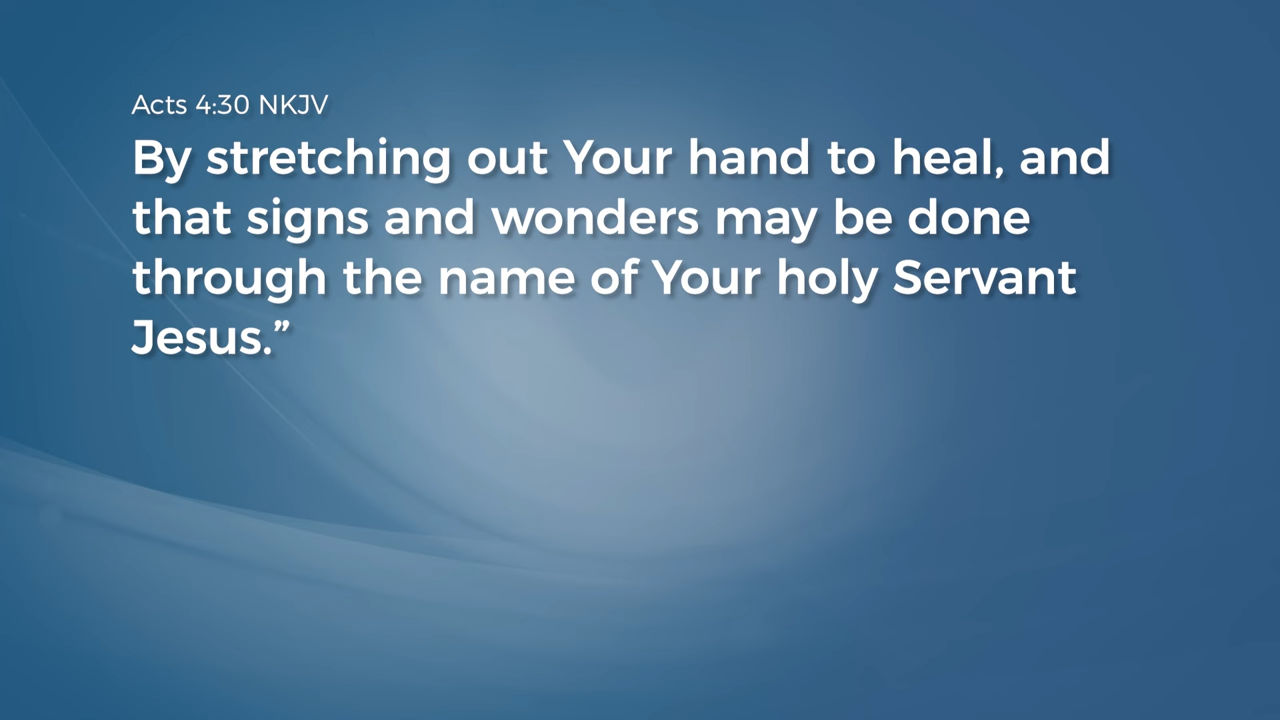 Acts 4:30 NKJV
By stretching out Your hand to heal, and
that signs and wonders may be done
through the name of Your holy Servant
Jesus.”